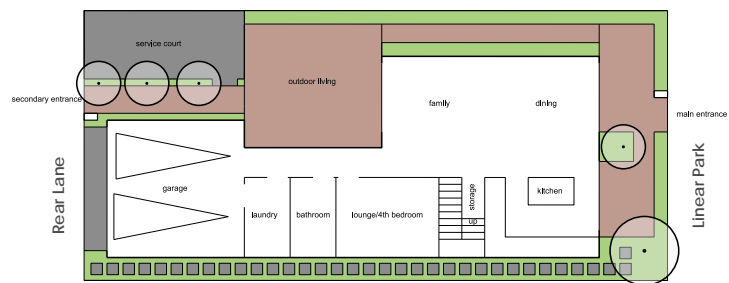 service court
outdoor living
secondary entrance
family
dining
main entrance
Rear Lane
Linear Park
garage
storage
kitchen
laundry
bathroom
lounge/4th bedroom
up